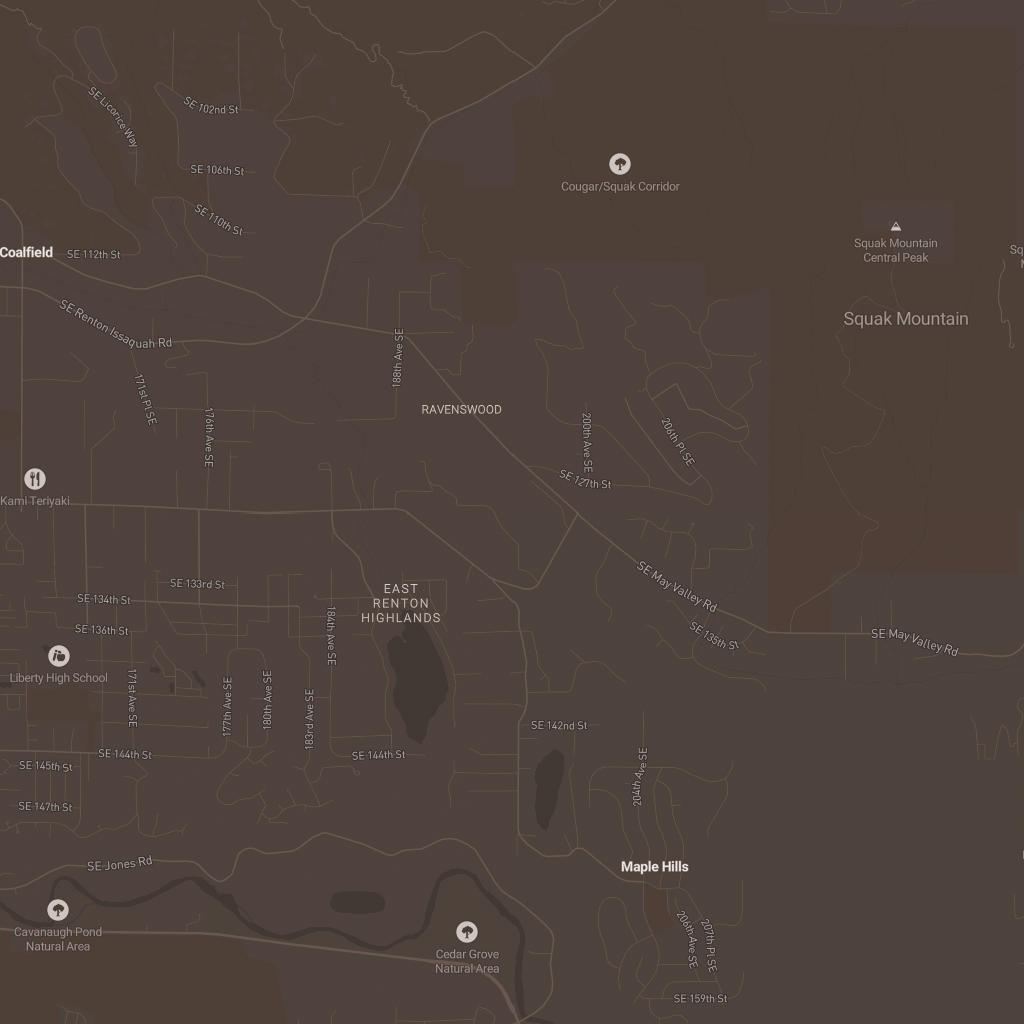 SE Licorice Way
SE 102nd St
SE 106th St
Cougar/Squak Corridor
SE 110th St
Coalfield
SE 112th St
Squak Mountain
Central Peak
Sq
SE Renton Issaquah Rd
Squak Mountain
188th Ave SE
171st Pl SE
RAVENSWOOD
176th Ave SE
200th Ave SE
206th Pl SE
Kami Teriyaki
SE 127th St
SE May Valley Rd
SE 133rd St
EAST
RENTON
HIGHLANDS
SE 134th St
SE 136th St
184th Ave SE
SE 135th St
SE May Valley Rd
Liberty High School
171st Ave SE
177th Ave SE
180th Ave SE
183rd Ave SE
SE 142nd St
SE 144th St
SE 144th St
SE 145th St
204th Ave SE
SE 147th St
SE Jones Rd
Maple Hills
Cavanaugh Pond
Natural Area
Cedar Grove
Natural Area
206th Ave SE
207th Pl SE
SE 159th St